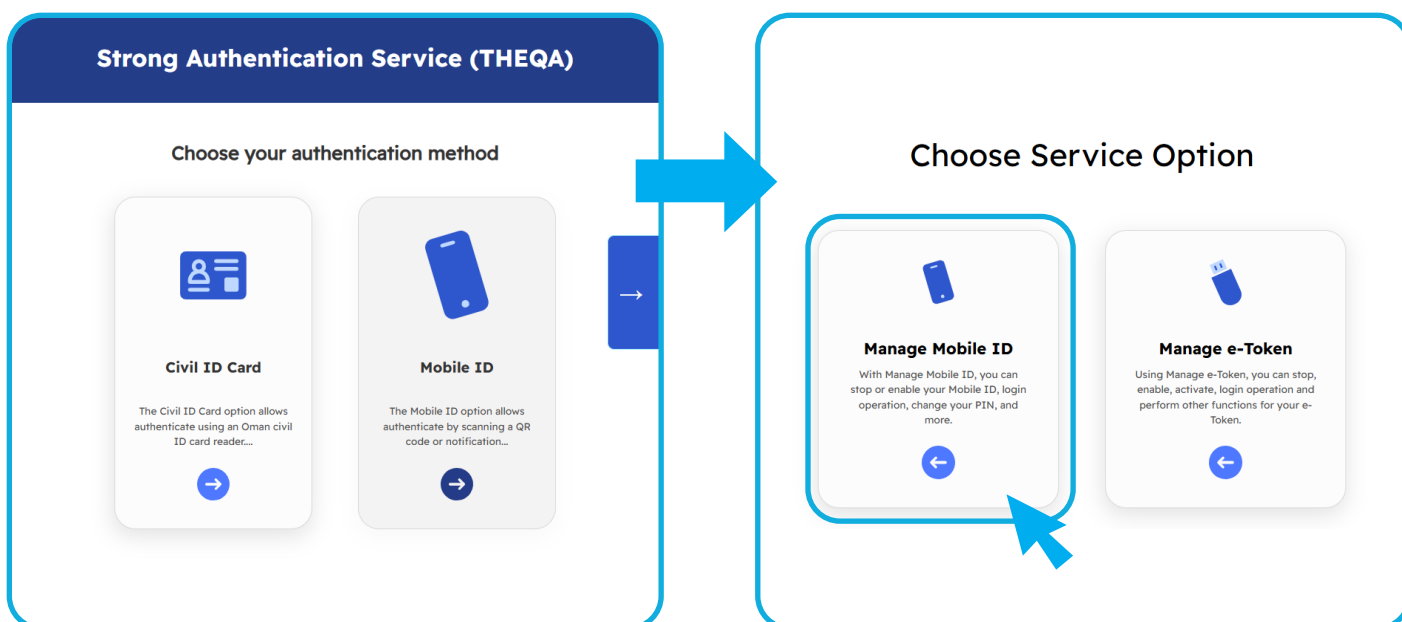 Strong Authentication Service (THEQA)
Choose your authentication method
Civil ID Card
The Civil ID Card option allows
authenticate using an Oman civil
ID card reader....
Mobile ID
The Mobile ID option allows
authenticate by scanning a QR
code or notification...
Choose Service Option
Manage Mobile ID
With Manage Mobile ID, you can
stop or enable your Mobile ID, login
operation, change your PIN, and
more.
Manage e-Token
Using Manage e-Token, you can stop,
enable, activate, login operation and
perform other functions for your e-
Token.